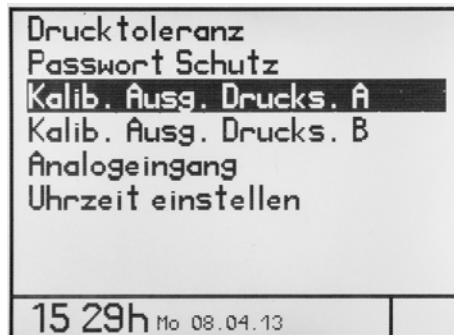 Drucktoleranz
Passwort Schutz
Kalib. Ausg. Drucks. A
Kalib. Ausg. Drucks. B
Analogeingang
Uhrzeit einstellen
15 29h Mo 08.04.13